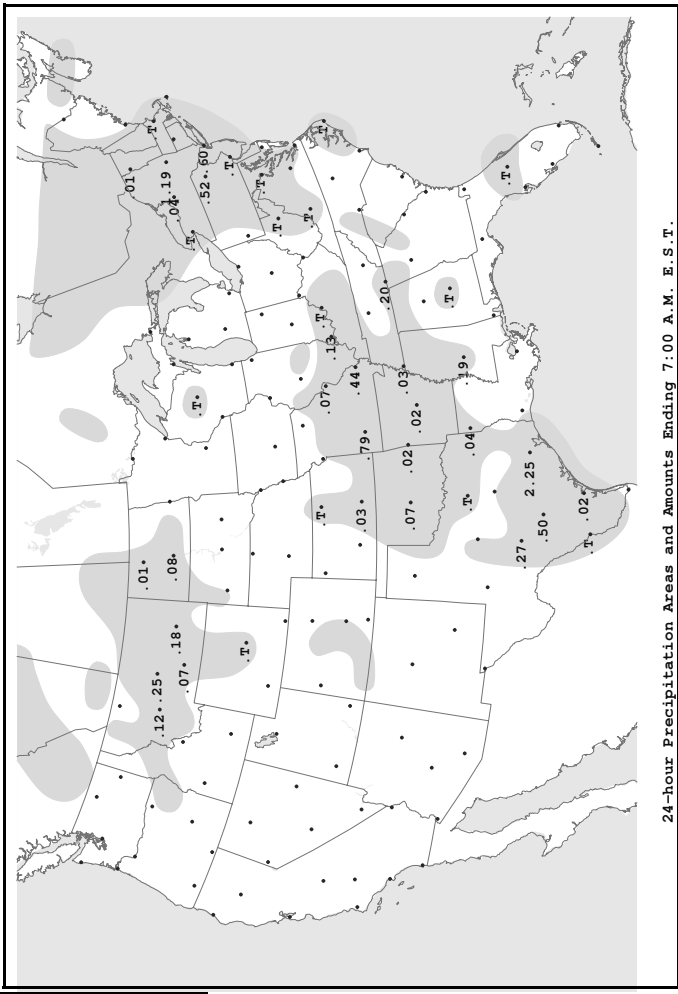 .T
.T
.01
1.19
.04
.60
.52
.T
.T
.T
.T
.T
.T
.20
.T
.T
.13
.T
.07
.44
.03
.19
.79
.02
.02
.04
.T
.03
.07
.T
2.25
.02
.50
.27
.T
.01
.08
.18
.T
.25
.07
.12
24-hour Precipitation Areas and Amounts Ending 7:00 A.M. E.S.T.